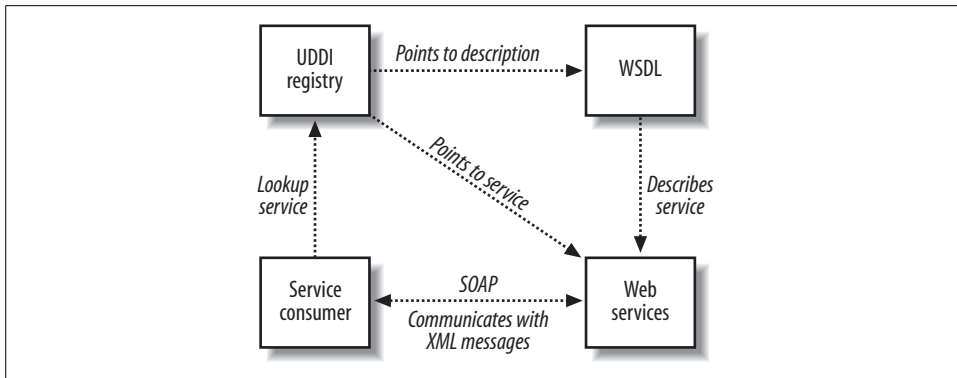 UDDI
registry
Points to description
WSDL
Points to service
Lookup
service
Describes
service
Service
consumer
SOAP
Communicates with
XML messages
Web
services